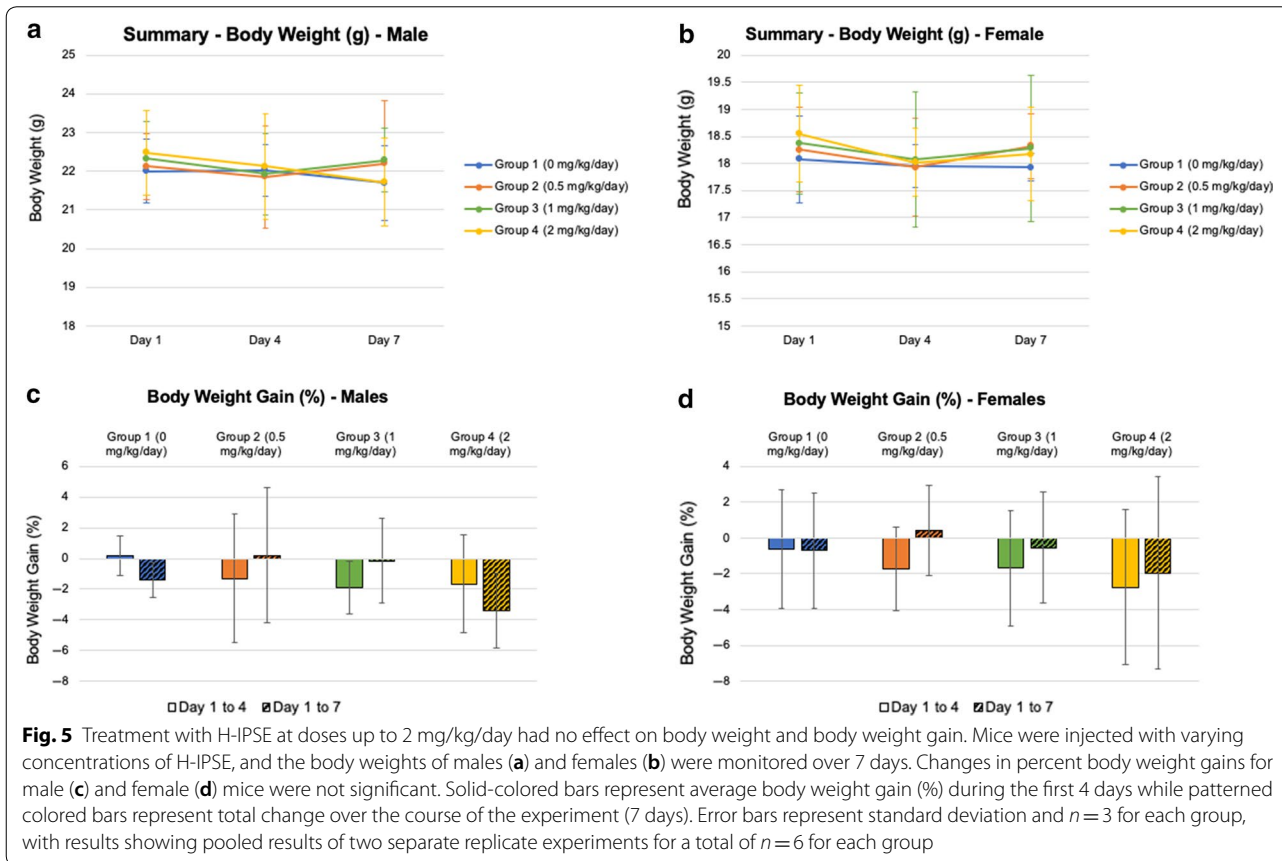 a
Summary - Body Weight (g) - Male
25
24
23
22
21
20
19
18
Body Weight (g)
Day 1 Day 4 Day 7
Group 1 (0 mg/kg/day)
Group 2 (0.5 mg/kg/day)
Group 3 (1 mg/kg/day)
Group 4 (2 mg/kg/day)
b
Summary - Body Weight (g) - Female
20
19.5
19
18.5
18
17.5
17
16.5
16
15.5
15
Body Weight (g)
Day 1 Day 4 Day 7
Group 1 (0 mg/kg/day)
Group 2 (0.5 mg/kg/day)
Group 3 (1 mg/kg/day)
Group 4 (2 mg/kg/day)
c
Body Weight Gain (%) - Males
Group 1 (0 Group 2 (0.5 Group 3 (1 Group 4 (2
mg/kg/day) mg/kg/day) mg/kg/day) mg/kg/day)
6
4
2
0
−2
−4
−6
−8
Body Weight Gain (%)
Day 1 to 4 Day 1 to 7
d
Body Weight Gain (%) - Females
Group 1 (0 Group 2 (0.5 Group 3 (1 Group 4 (2
mg/kg/day) mg/kg/day) mg/kg/day) mg/kg/day)
4
2
0
−2
−4
−6
−8
Body Weight Gain (%)
Day 1 to 4 Day 1 to 7
Fig. 5 Treatment with H-IPSE at doses up to 2 mg/kg/day had no effect on body weight and body weight gain. Mice were injected with varying
concentrations of H-IPSE, and the body weights of males (a) and females (b) were monitored over 7 days. Changes in percent body weight gains for
male (c) and female (d) mice were not significant. Solid-colored bars represent average body weight gain (%) during the first 4 days while patterned
colored bars represent total change over the course of the experiment (7 days). Error bars represent standard deviation and n = 3 for each group,
with results showing pooled results of two separate replicate experiments for a total of n = 6 for each group